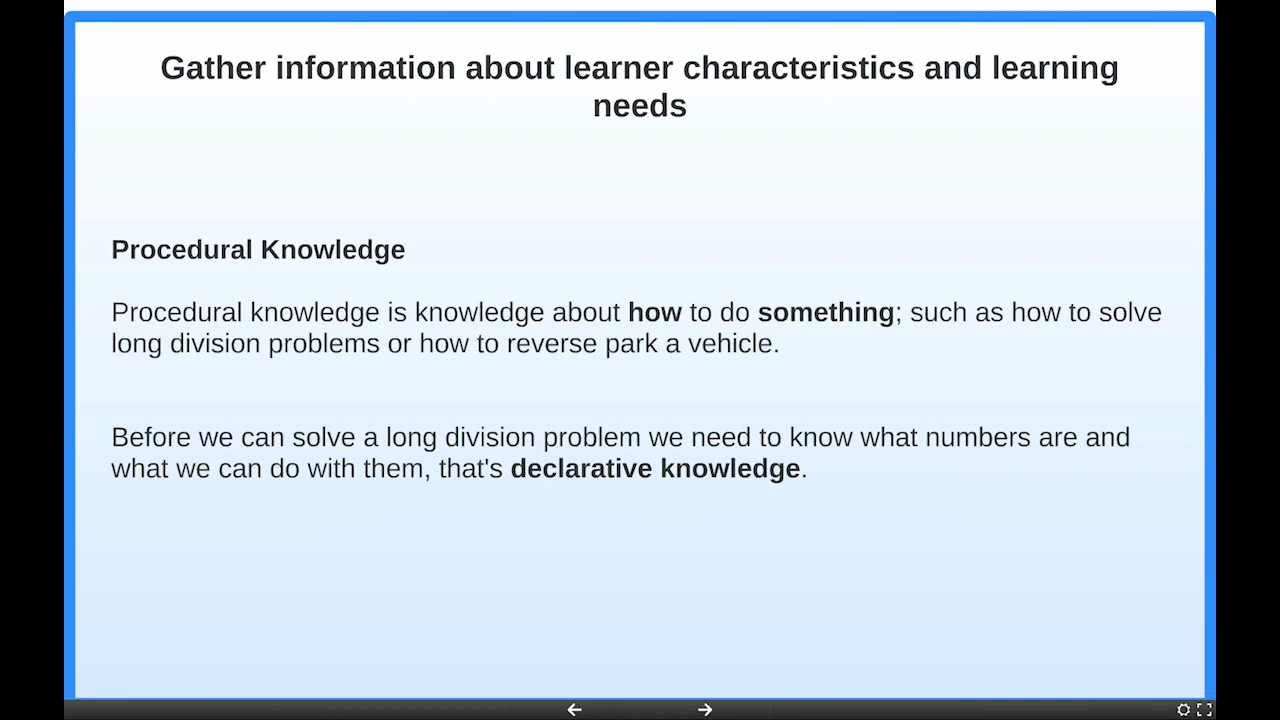 Gather information about learner characteristics and learning
needs
Procedural Knowledge
Procedural knowledge is knowledge about how to do something; such as how to solve
long division problems or how to reverse park a vehicle.
Before we can solve a long division problem we need to know what numbers are and
what we can do with them, that's declarative knowledge.